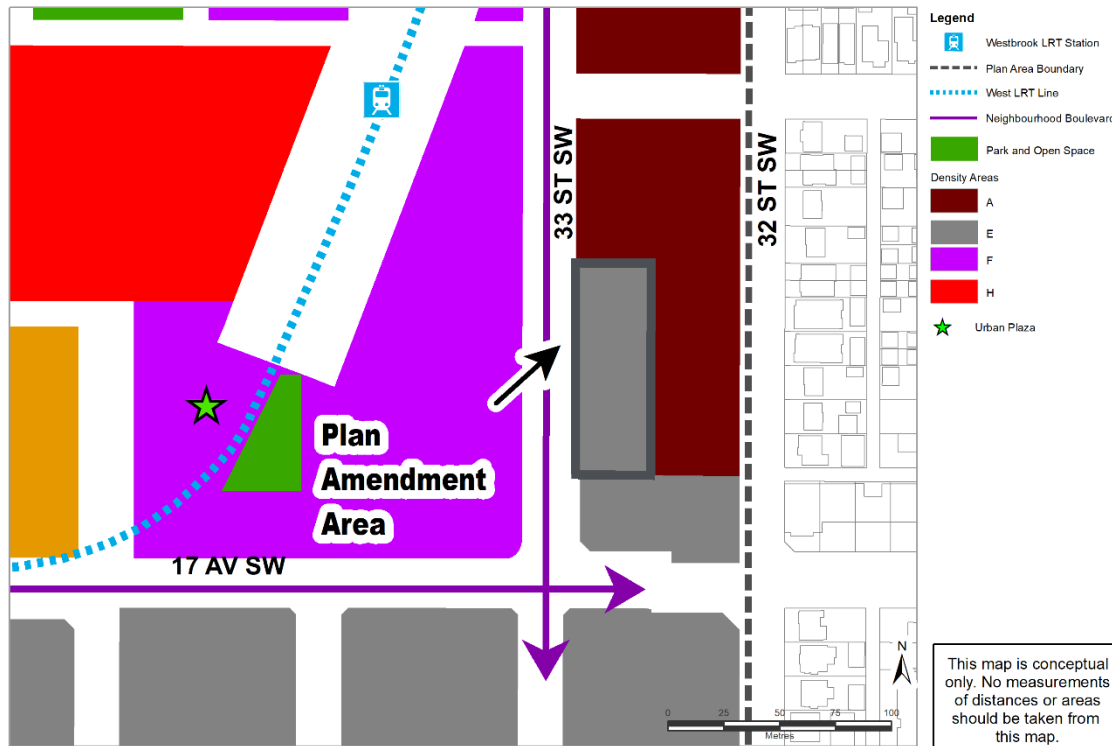 33 ST SW
32 ST SW
Plan
Amendment
Area
17 AV SW
N
0 25 50 75 100
Metres
Legend
Westbrook LRT Station
Plan Area Boundary
West LRT Line
Neighbourhood Boulevard
Park and Open Space
Density Areas
A
E
F
H
Urban Plaza
This map is conceptual
only. No measurements
of distances or areas
should be taken from
this map.